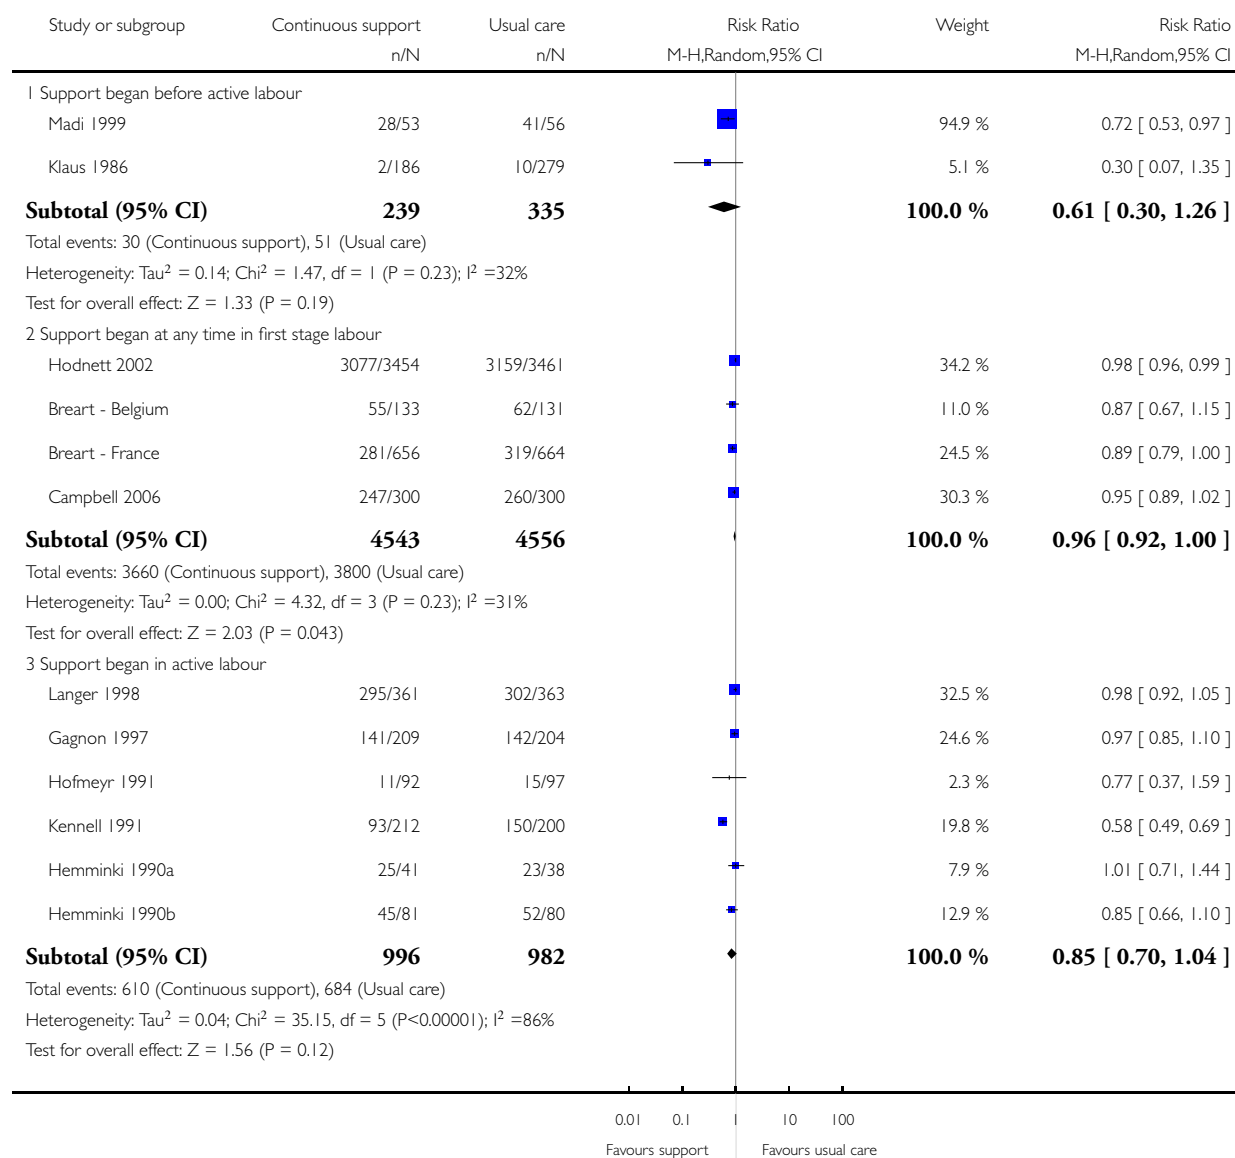 Study or subgroup Continuous support Usual care Risk Ratio Weight Risk Ratio
n/N n/N M-H,Random,95% CI M-H,Random,95% CI
1 Support began before active labour
Madi 1999 28/53 41/56 94.9 % 0.72 [ 0.53, 0.97 ]
Klaus 1986 2/186 10/279 5.1 % 0.30 [ 0.07, 1.35 ]
Subtotal (95% CI) 239 335 100.0 % 0.61 [ 0.30, 1.26 ]
Total events: 30 (Continuous support), 51 (Usual care)
Heterogeneity: Tau² = 0.14; Chi² = 1.47, df = 1 (P = 0.23); I² =32%
Test for overall effect: Z = 1.33 (P = 0.19)
2 Support began at any time in first stage labour
Hodnett 2002 3077/3454 3159/3461 34.2 % 0.98 [ 0.96, 0.99 ]
Breart - Belgium 55/133 62/131 11.0 % 0.87 [ 0.67, 1.15 ]
Breart - France 281/656 319/664 24.5 % 0.89 [ 0.79, 1.00 ]
Campbell 2006 247/300 260/300 30.3 % 0.95 [ 0.89, 1.02 ]
Subtotal (95% CI) 4543 4556 100.0 % 0.96 [ 0.92, 1.00 ]
Total events: 3660 (Continuous support), 3800 (Usual care)
Heterogeneity: Tau² = 0.00; Chi² = 4.32, df = 3 (P = 0.23); I² =31%
Test for overall effect: Z = 2.03 (P = 0.043)
3 Support began in active labour
Langer 1998 295/361 302/363 32.5 % 0.98 [ 0.92, 1.05 ]
Gagnon 1997 141/209 142/204 24.6 % 0.97 [ 0.85, 1.10 ]
Hofmeyr 1991 11/92 15/97 2.3 % 0.77 [ 0.37, 1.59 ]
Kennell 1991 93/212 150/200 19.8 % 0.58 [ 0.49, 0.69 ]
Hemminki 1990a 25/41 23/38 7.9 % 1.01 [ 0.71, 1.44 ]
Hemminki 1990b 45/81 52/80 12.9 % 0.85 [ 0.66, 1.10 ]
Subtotal (95% CI) 996 982 100.0 % 0.85 [ 0.70, 1.04 ]
Total events: 610 (Continuous support), 684 (Usual care)
Heterogeneity: Tau² = 0.04; Chi² = 35.15, df = 5 (P<0.00001); I² =86%
Test for overall effect: Z = 1.56 (P = 0.12)
0.01 0.1 1 10 100
Favours support Favours usual care